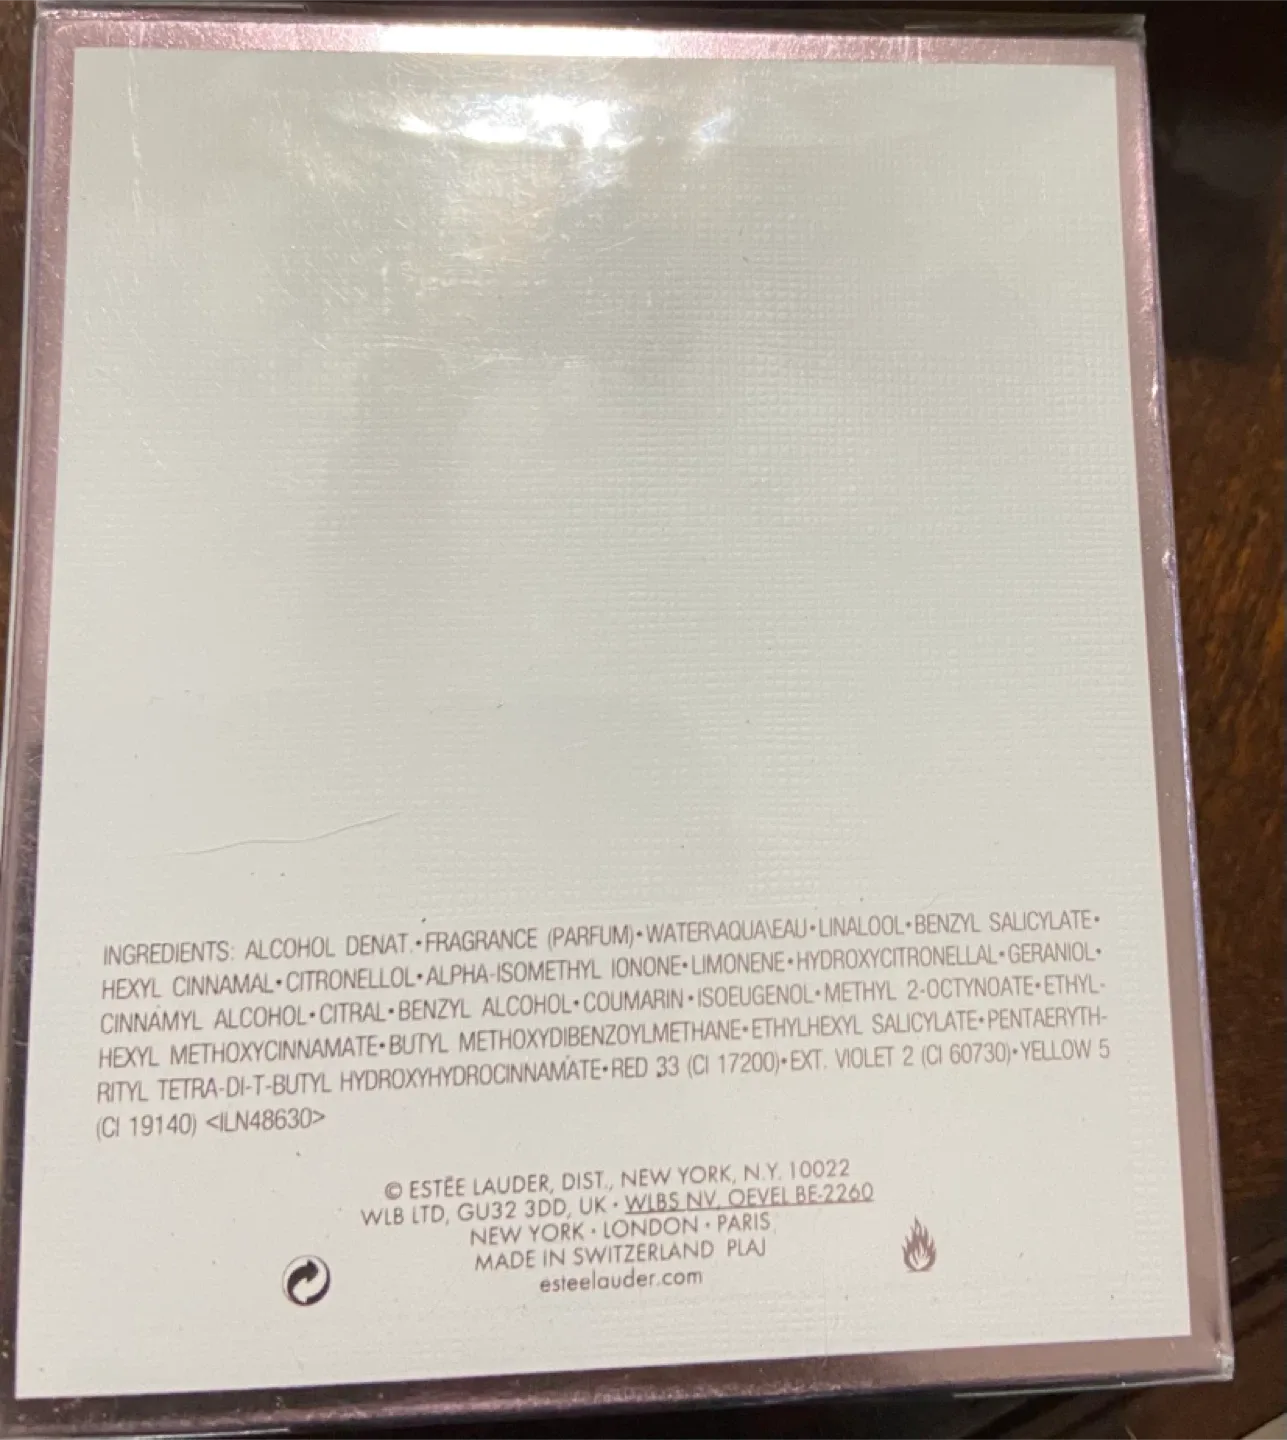 INGREDIENTS: ALCOHOL DENAT.•FRAGRANCE (PARFUM)•WATER\AQUA\EAU•LINALOOL•BENZYL SALICYLATE•
HEXYL CINNAMAL•CITRONELLOL•ALPHA-ISOMETHYL IONONE•LIMONENE•HYDROXYCITRONELLAL•GERANIOL•
CINNAMYL ALCOHOL•CITRAL•BENZYL ALCOHOL•COUMARIN•ISOEUGENOL•METHYL 2-OCTYNOATE•ETHYL-
HEXYL METHOXYCINNAMATE•BUTYL METHOXYDIBENZOYLMETHANE•ETHYLHEXYL SALICYLATE•PENTAERYTH-
RITYL TETRA-DI-T-BUTYL HYDROXYHYDROCINNAMATE•RED 33 (CI 17200)•EXT. VIOLET 2 (CI 60730)•YELLOW 5
(CI 19140) <ILN48630>
© ESTĒE LAUDER, DIST., NEW YORK, N.Y. 10022
WLB LTD, GU32 3DD, UK • WLBS NV, OEVEL BE-2260
NEW YORK • LONDON • PARIS
MADE IN SWITZERLAND PLAJ
esteelauder.com